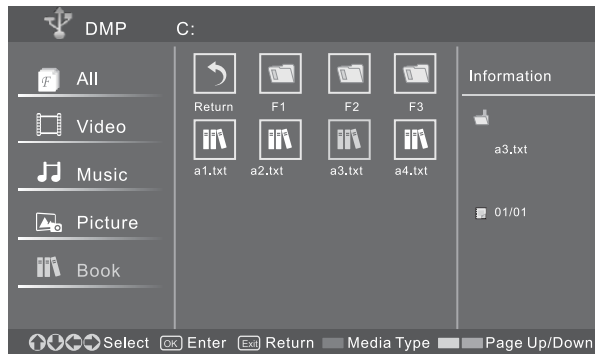 DMP C:
All
Video
Music
Picture
Book
Return F1 F2 F3
a1.txt a2.txt a3.txt a4.txt
Information
a3.txt
01/01
Select OK Enter Exit Return Media Type Page Up/Down